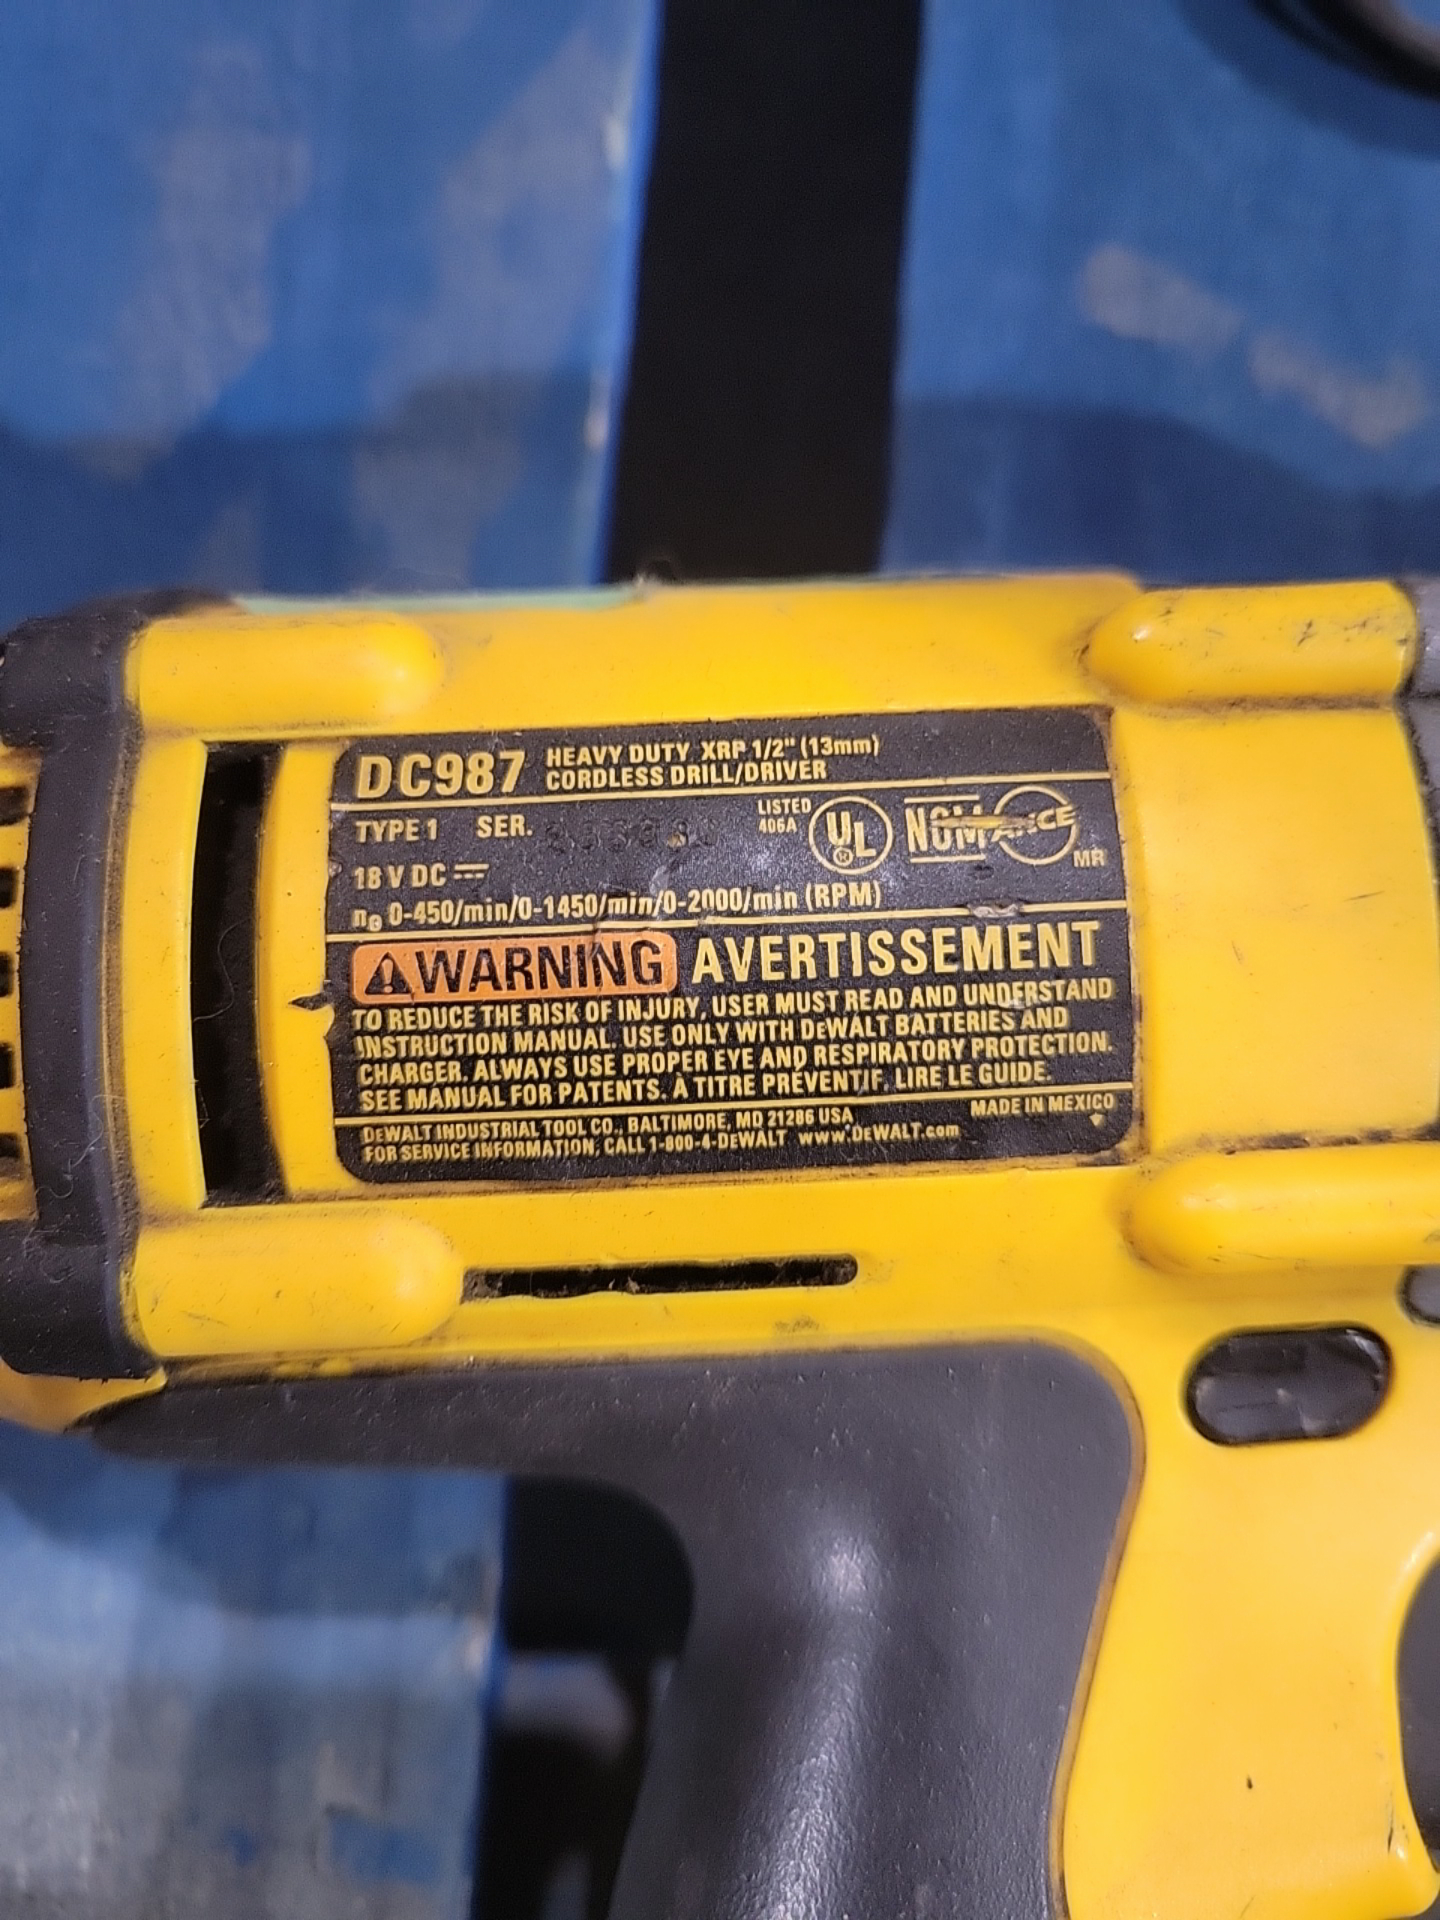 DC987
HEAVY DUTY XRP 1/2" (13mm)
CORDLESS DRILL/DRIVER
TYPE 1 SER.
LISTED
406A
UL
®
NOM ANCE
MR
18 V DC ⎓
n₀ 0-450/min/0-1450/min/0-2000/min (RPM)
⚠WARNING AVERTISSEMENT
TO REDUCE THE RISK OF INJURY, USER MUST READ AND UNDERSTAND
INSTRUCTION MANUAL. USE ONLY WITH DEWALT BATTERIES AND
CHARGER. ALWAYS USE PROPER EYE AND RESPIRATORY PROTECTION.
SEE MANUAL FOR PATENTS. À TITRE PRÉVENTIF, LIRE LE GUIDE.
DEWALT INDUSTRIAL TOOL CO., BALTIMORE, MD 21286 USA
MADE IN MEXICO
FOR SERVICE INFORMATION, CALL 1-800-4-DEWALT www.DEWALT.com